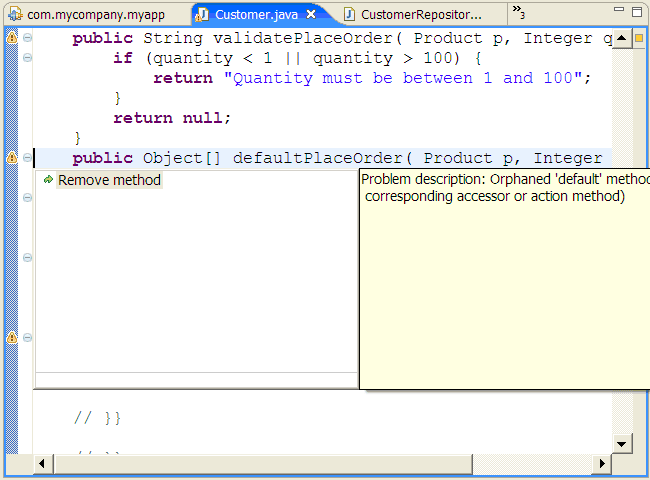 com.mycompany.myapp Customer.java CustomerRepositor... »3
public String validatePlaceOrder( Product p, Integer q
if (quantity < 1 || quantity > 100) {
return "Quantity must be between 1 and 100";
}
return null;
}
public Object[] defaultPlaceOrder( Product p, Integer
Remove method
Problem description: Orphaned 'default' method
corresponding accessor or action method)
// }}
// }}